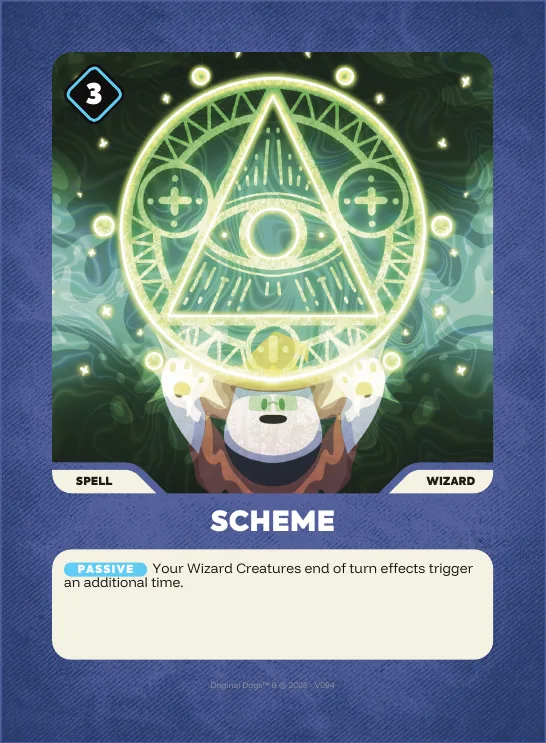 3
SPELL
WIZARD
SCHEME
PASSIVE Your Wizard Creatures end of turn effects trigger
an additional time.